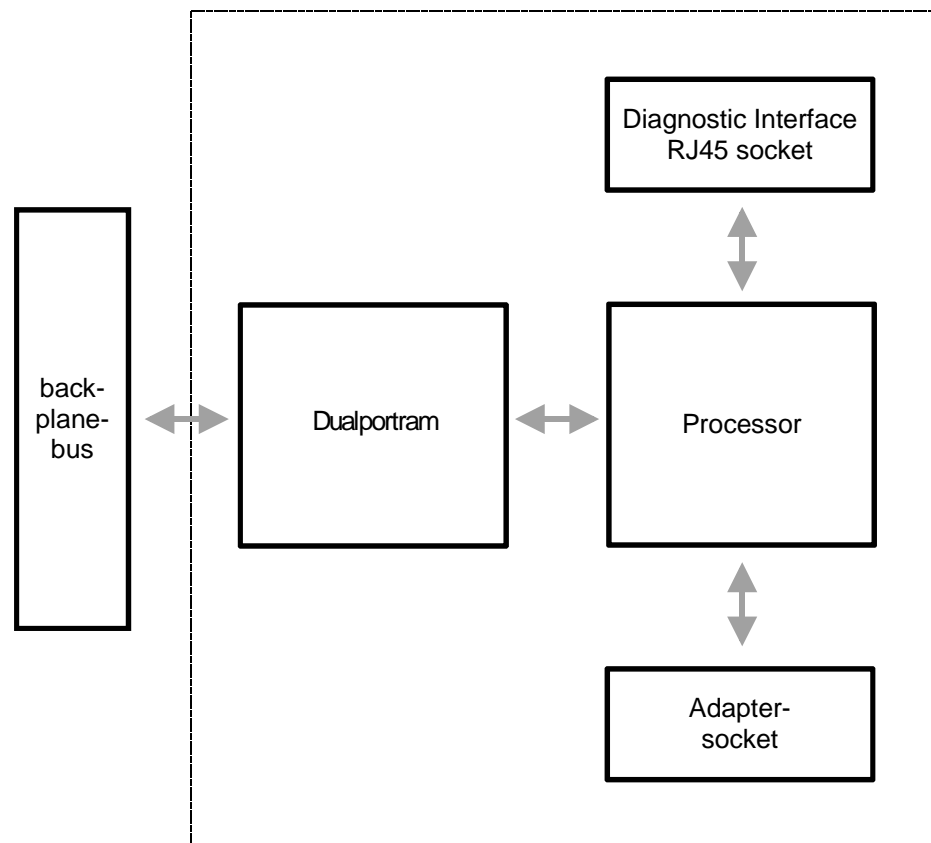 Diagnostic Interface
RJ45 socket
back-
plane-
bus
Dualportram
Processor
Adapter-
socket